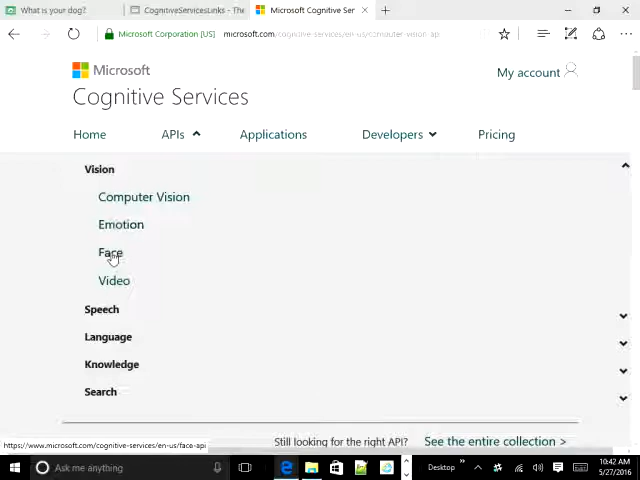 What is your dog?
CognitiveServicesLinks - The
Microsoft Cognitive Ser
Microsoft Corporation [US]
microsoft.com/cognitive-services/en-us/computer-vision-ap
Microsoft
My account
Cognitive Services
Home
APIs
Applications
Developers
Pricing
Vision
Computer Vision
Emotion
Face
Video
Speech
Language
Knowledge
Search
https://www.microsoft.com/cognitive-services/en-us/face-api
Still looking for the right API?
See the entire collection >
Ask me anything
Desktop
10:42 AM
5/27/2016